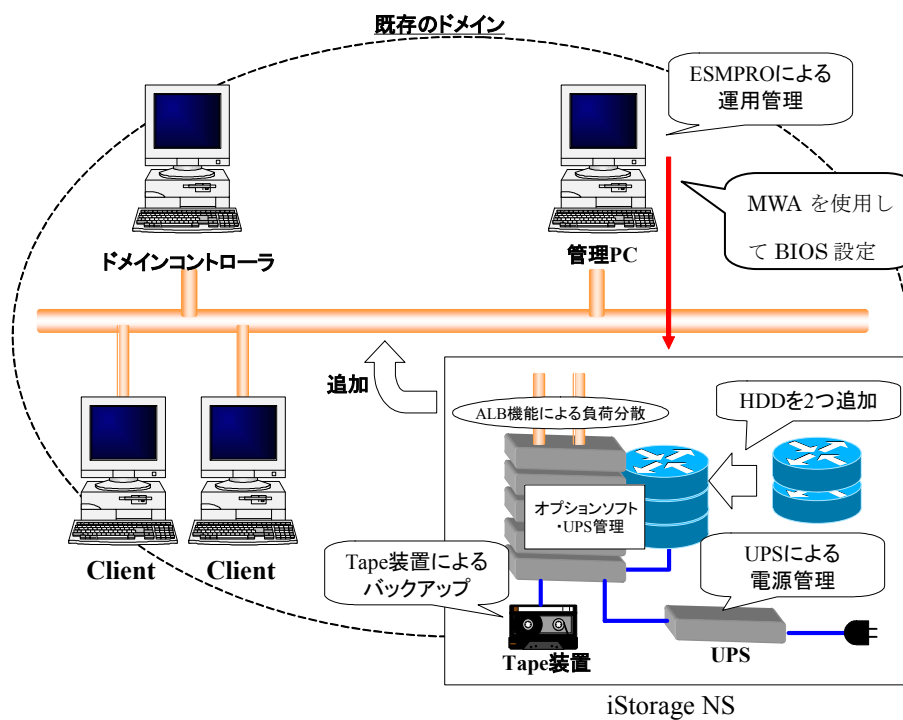 既存のドメイン
ESMPROによる
運用管理
MWA を使用し
て BIOS 設定
ドメインコントローラ
管理PC
追加
ALB機能による負荷分散
HDDを2つ追加
オプションソフト
・UPS管理
Tape装置による
バックアップ
UPSによる
電源管理
Client
Client
Tape装置
UPS
iStorage NS